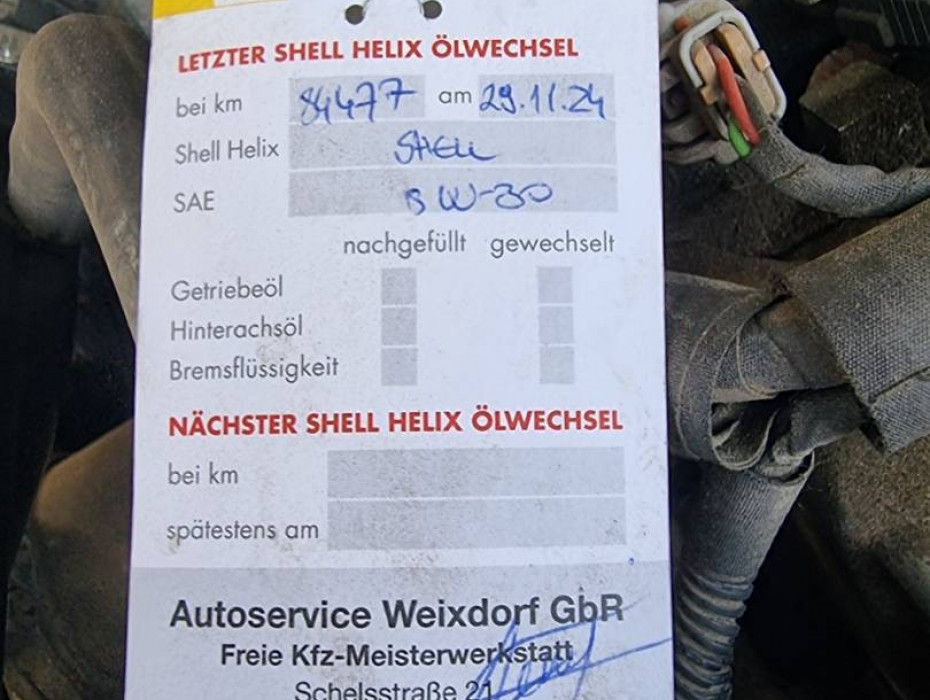 LETZTER SHELL HELIX ÖLWECHSEL
bei km 84477 am 29.11.24
Shell Helix SHELL
SAE 5W-30
nachgefüllt gewechselt
Getriebeöl
Hinterachsöl
Bremsflüssigkeit
NÄCHSTER SHELL HELIX ÖLWECHSEL
bei km
spätestens am
Autoservice Weixdorf GbR
Freie Kfz-Meisterwerkstatt
Schelsstraße 21